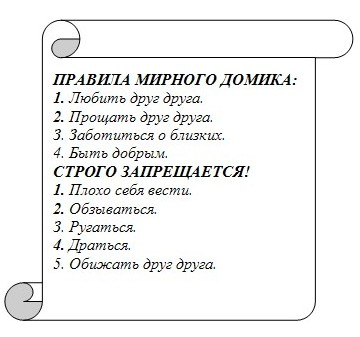 ПРАВИЛА МИРНОГО ДОМИКА:
1. Любить друг друга.
2. Прощать друг друга.
3. Заботиться о близких.
4. Быть добрым.
СТРОГО ЗАПРЕЩАЕТСЯ!
1. Плохо себя вести.
2. Обзываться.
3. Ругаться.
4. Драться.
5. Обижать друг друга.